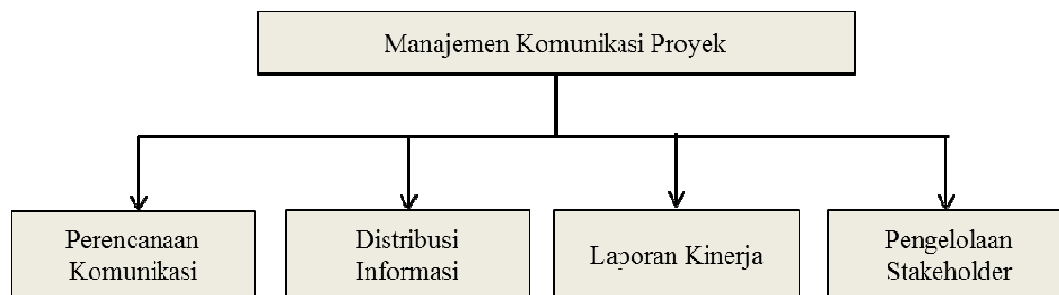 Manajemen Komunikasi Proyek
Perencanaan
Komunikasi
Distribusi
Informasi
Laporan Kinerja
Pengelolaan
Stakeholder